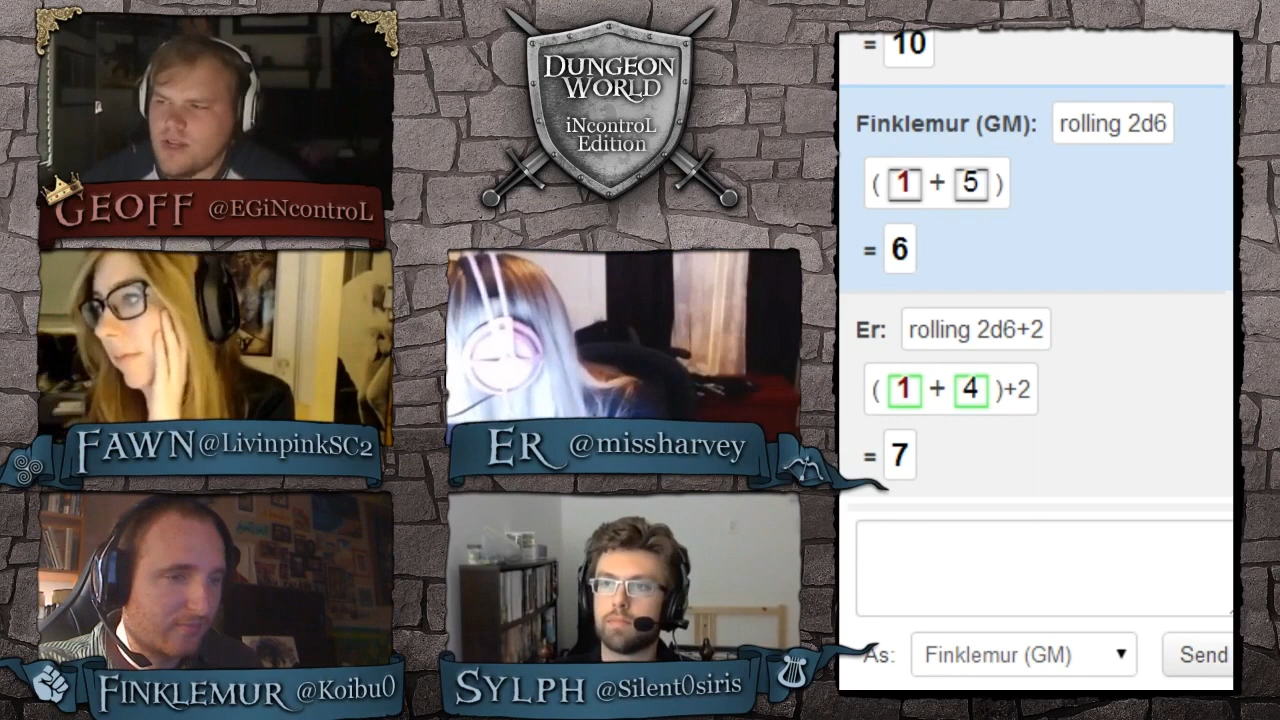 DUNGEON
WORLD
iNcontroL
Edition
GEOFF @EGiNcontroL
FAWN @LivinpinkSC2
ER @missharvey
FINKLEMUR @Koibu0
SYLPH @SilentOsiris
= 10
Finklemur (GM): rolling 2d6
( 1 + 5 )
= 6
Er: rolling 2d6+2
( 1 + 4 )+2
= 7
As: Finklemur (GM) ▼ Send